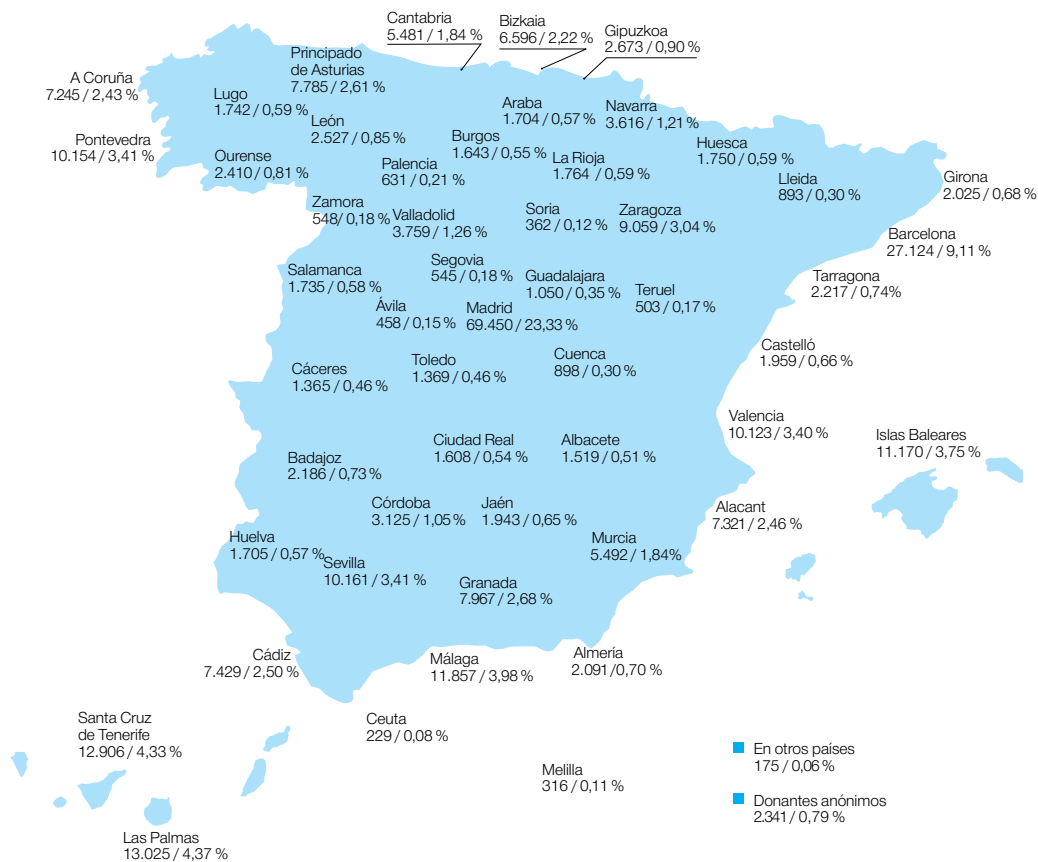 Cantabria
5.481 / 1,84 %
Bizkaia
6.596 / 2,22 %
Gipuzkoa
2.673 / 0,90 %
Principado
de Asturias
7.785 / 2,61 %
A Coruña
7.245 / 2,43 %
Lugo
1.742 / 0,59 %
León
2.527 / 0,85 %
Araba
1.704 / 0,57 %
Navarra
3.616 / 1,21 %
Pontevedra
10.154 / 3,41 %
Ourense
2.410 / 0,81 %
Palencia
631 / 0,21 %
Burgos
1.643 / 0,55 %
La Rioja
1.764 / 0,59 %
Huesca
1.750 / 0,59 %
Lleida
893 / 0,30 %
Girona
2.025 / 0,68 %
Zamora
548/ 0,18 %
Valladolid
3.759 / 1,26 %
Soria
362 / 0,12 %
Zaragoza
9.059 / 3,04 %
Barcelona
27.124 / 9,11 %
Salamanca
1.735 / 0,58 %
Segovia
545 / 0,18 %
Guadalajara
1.050 / 0,35 %
Teruel
503 / 0,17 %
Tarragona
2.217 / 0,74%
Ávila
458 / 0,15 %
Madrid
69.450 / 23,33 %
Castelló
1.959 / 0,66 %
Cáceres
1.365 / 0,46 %
Toledo
1.369 / 0,46 %
Cuenca
898 / 0,30 %
Valencia
10.123 / 3,40 %
Islas Baleares
11.170 / 3,75 %
Badajoz
2.186 / 0,73 %
Ciudad Real
1.608 / 0,54 %
Albacete
1.519 / 0,51 %
Córdoba
3.125 / 1,05 %
Jaén
1.943 / 0,65 %
Alacant
7.321 / 2,46 %
Huelva
1.705 / 0,57 %
Sevilla
10.161 / 3,41 %
Murcia
5.492 / 1,84%
Granada
7.967 / 2,68 %
Cádiz
7.429 / 2,50 %
Málaga
11.857 / 3,98 %
Almería
2.091/0,70 %
Santa Cruz
de Tenerife
12.906 / 4,33 %
Ceuta
229 / 0,08 %
Melilla
316 / 0,11 %
Las Palmas
13.025 / 4,37 %
En otros países
175 / 0,06 %
Donantes anónimos
2.341 / 0,79 %